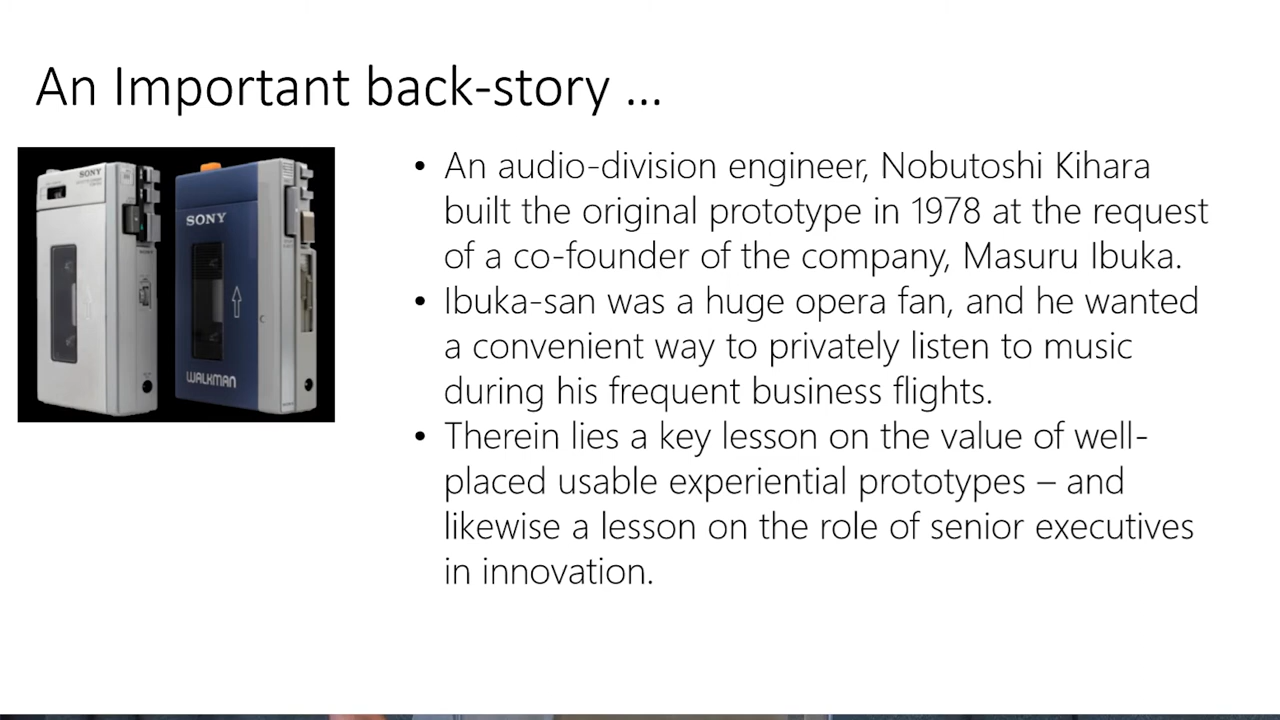 An Important back-story ...
SONY
SONY
WALKMAN
• An audio-division engineer, Nobutoshi Kihara
built the original prototype in 1978 at the request
of a co-founder of the company, Masuru Ibuka.
• Ibuka-san was a huge opera fan, and he wanted
a convenient way to privately listen to music
during his frequent business flights.
• Therein lies a key lesson on the value of well-
placed usable experiential prototypes – and
likewise a lesson on the role of senior executives
in innovation.